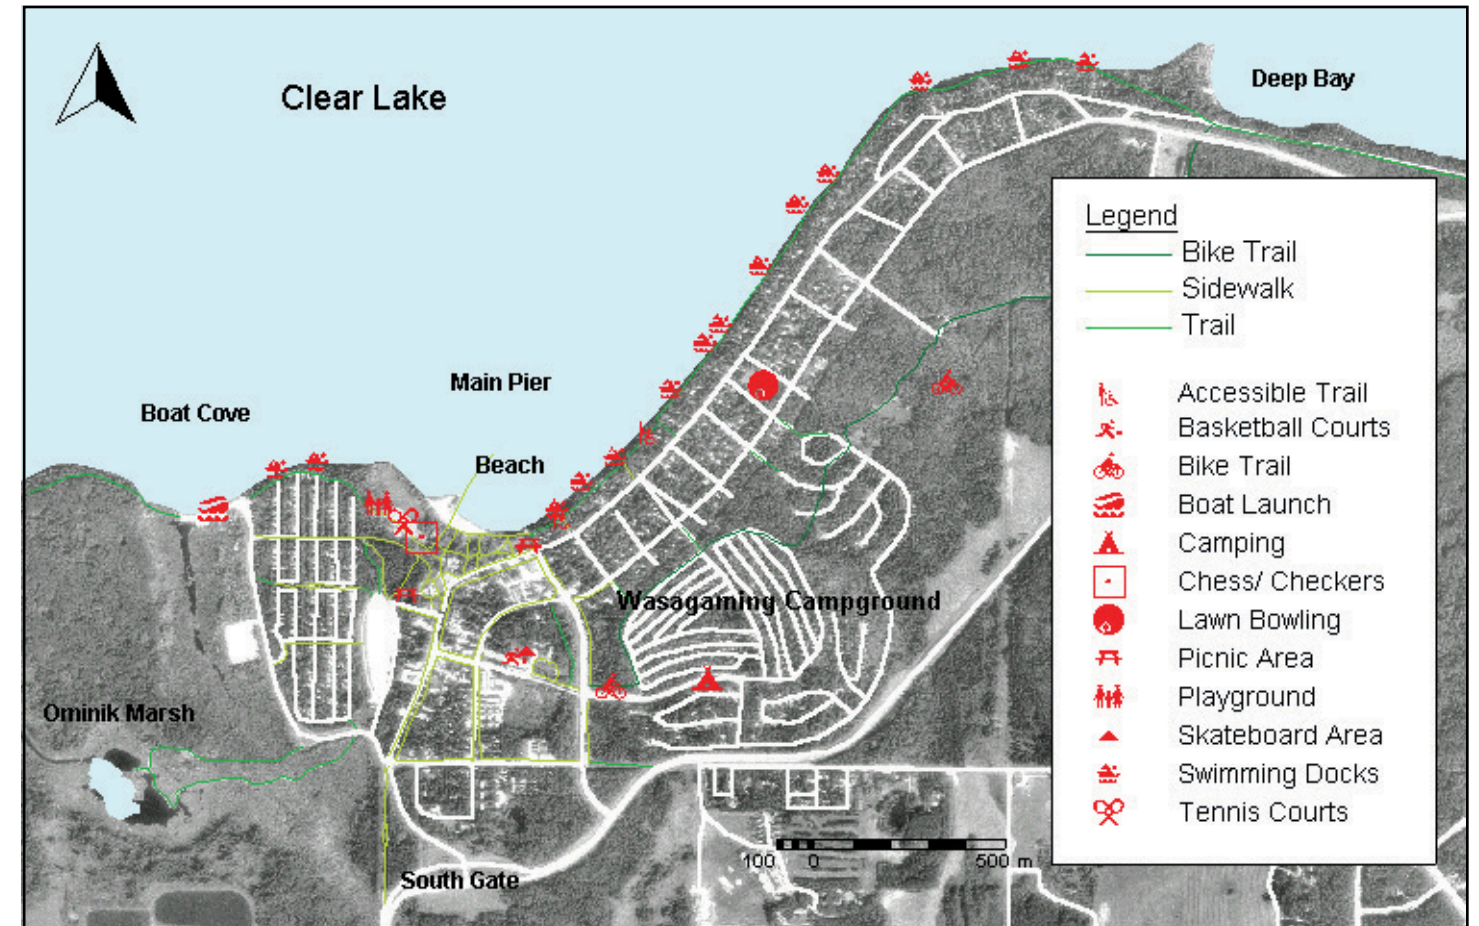 Clear Lake
Deep Bay
Main Pier
Boat Cove
Beach
Wasagaming Campground
Ominik Marsh
South Gate
100 0 500 m
Legend
Bike Trail
Sidewalk
Trail
Accessible Trail
Basketball Courts
Bike Trail
Boat Launch
Camping
Chess/ Checkers
Lawn Bowling
Picnic Area
Playground
Skateboard Area
Swimming Docks
Tennis Courts